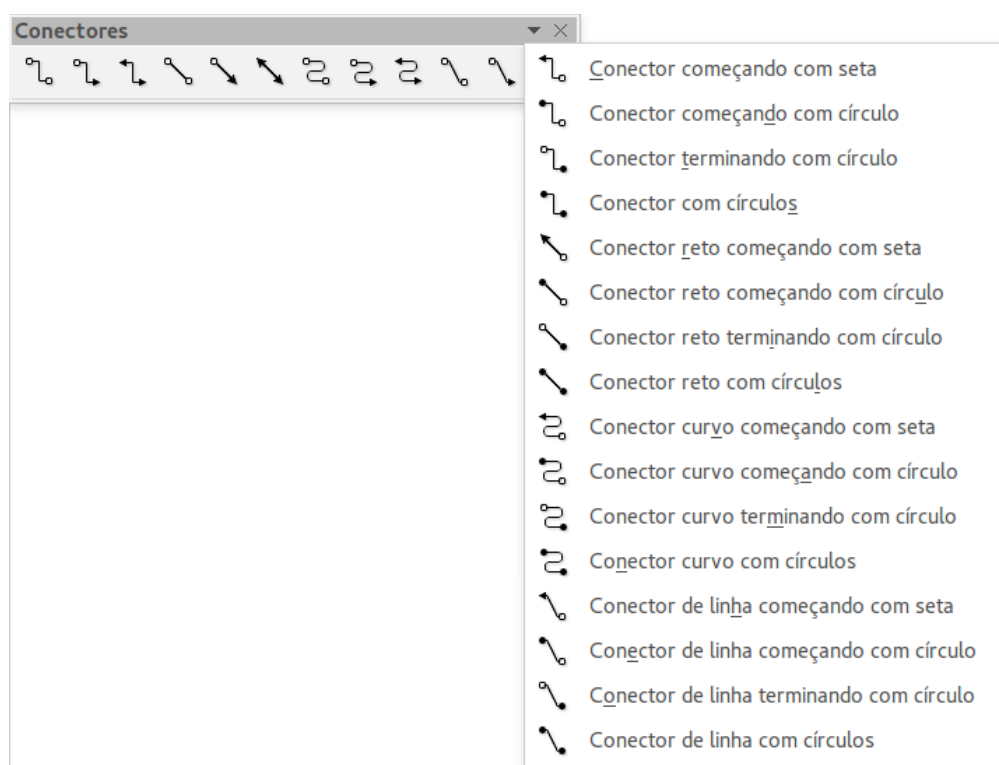 Conectores
Conector começando com seta
Conector começando com círculo
Conector terminando com círculo
Conector com círculos
Conector reto começando com seta
Conector reto começando com círculo
Conector reto terminando com círculo
Conector reto com círculos
Conector curvo começando com seta
Conector curvo começando com círculo
Conector curvo terminando com círculo
Conector curvo com círculos
Conector de linha começando com seta
Conector de linha começando com círculo
Conector de linha terminando com círculo
Conector de linha com círculos